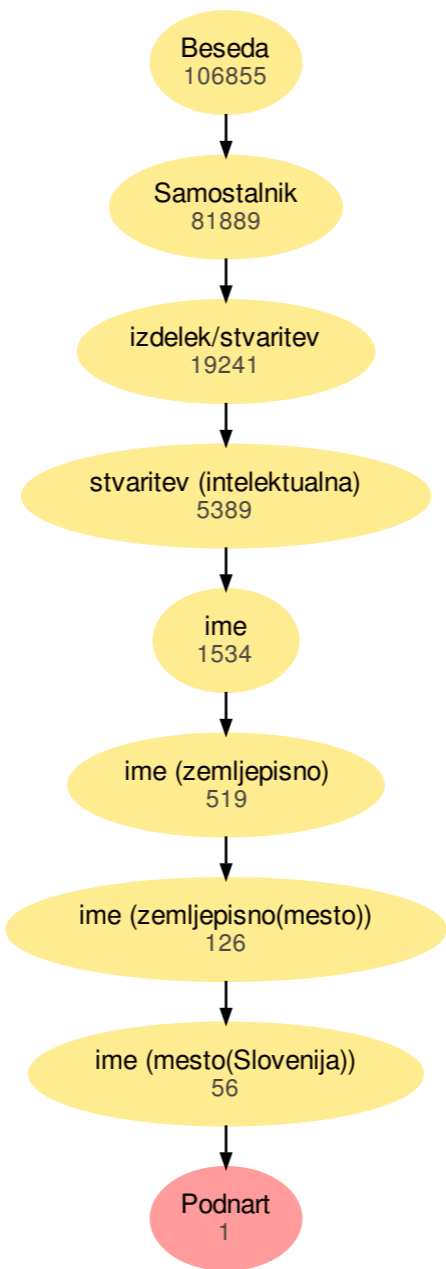 Beseda
106855
Samostalnik
81889
izdelek/stvaritev
19241
stvaritev (intelektualna)
5389
ime
1534
ime (zemljepisno)
519
ime (zemljepisno(mesto))
126
ime (mesto(Slovenija))
56
Podnart
1